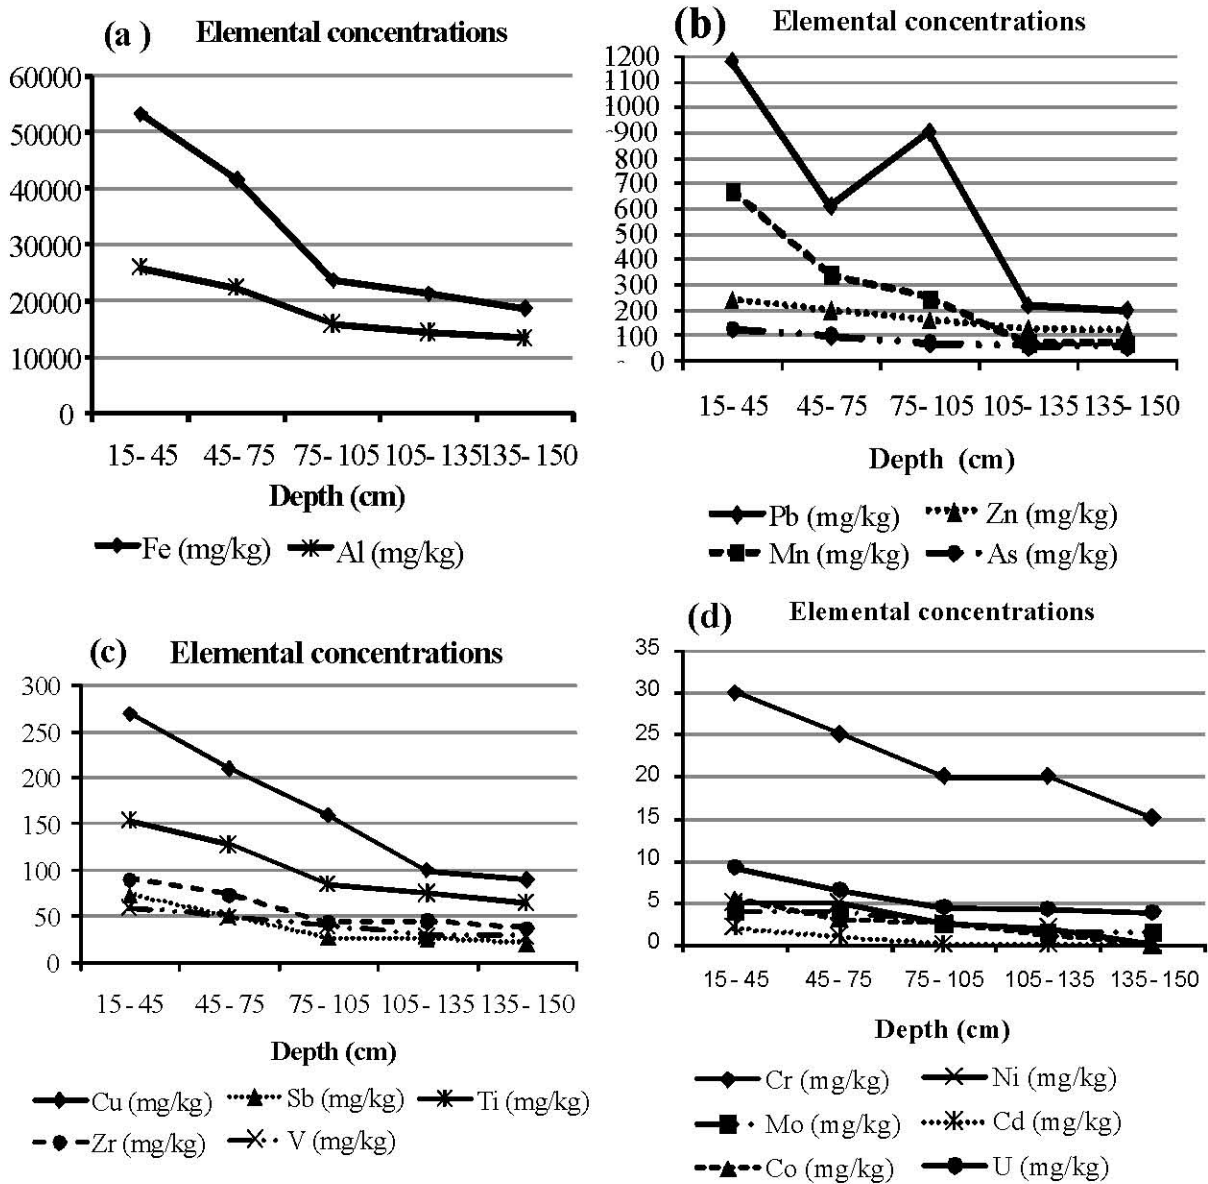 (a ) Elemental concentrations
60000
50000
40000
30000
20000
10000
0
15- 45 45- 75 75- 105 105- 135 135- 150
Depth (cm)
Fe (mg/kg) Al (mg/kg)
(b) Elemental concentrations
1200
1100
1000
900
800
700
600
500
400
300
200
100
0
15- 45 45- 75 75- 105 105- 135 135- 150
Depth (cm)
Pb (mg/kg) Zn (mg/kg)
Mn (mg/kg) As (mg/kg)
(c) Elemental concentrations
300
250
200
150
100
50
0
15- 45 45- 75 75- 105 105- 135 135- 150
Depth (cm)
Cu (mg/kg) Sb (mg/kg) Ti (mg/kg)
Zr (mg/kg) V (mg/kg)
(d) Elemental concentrations
35
30
25
20
15
10
5
0
15-45 45-75 75-105 105-135 135-150
Depth (cm)
Cr (mg/kg) Ni (mg/kg)
Mo (mg/kg) Cd (mg/kg)
Co (mg/kg) U (mg/kg)